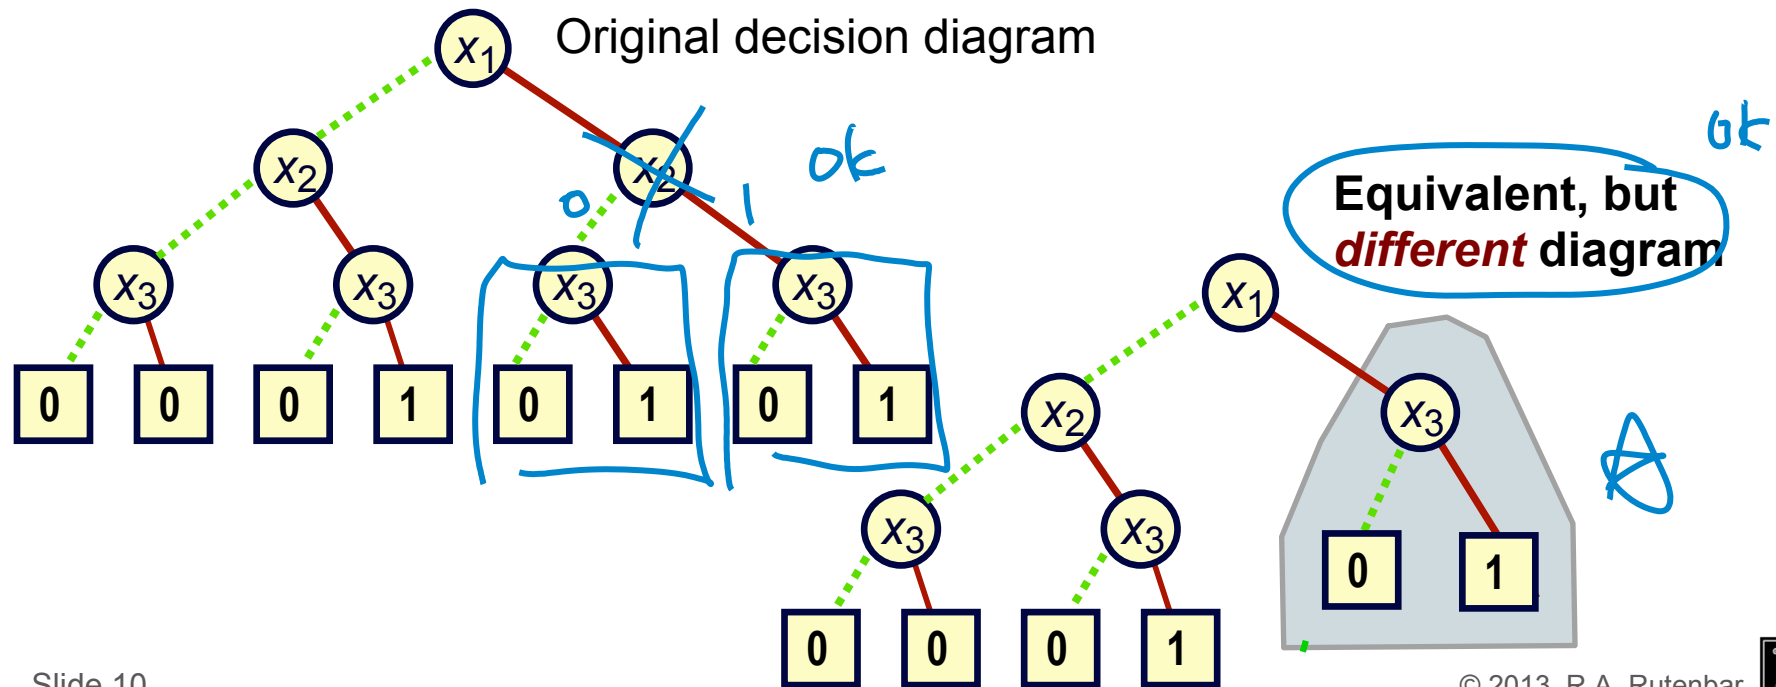 Original decision diagram
x1
x2
x2
ok
0
1
x3
x3
x3
x3
0
0
0
1
0
1
0
1
ok
Equivalent, but
different diagram
x1
x2
x3
x3
x3
0
1
0
0
0
1
Slide 10
© 2013, R.A. Rutenbar